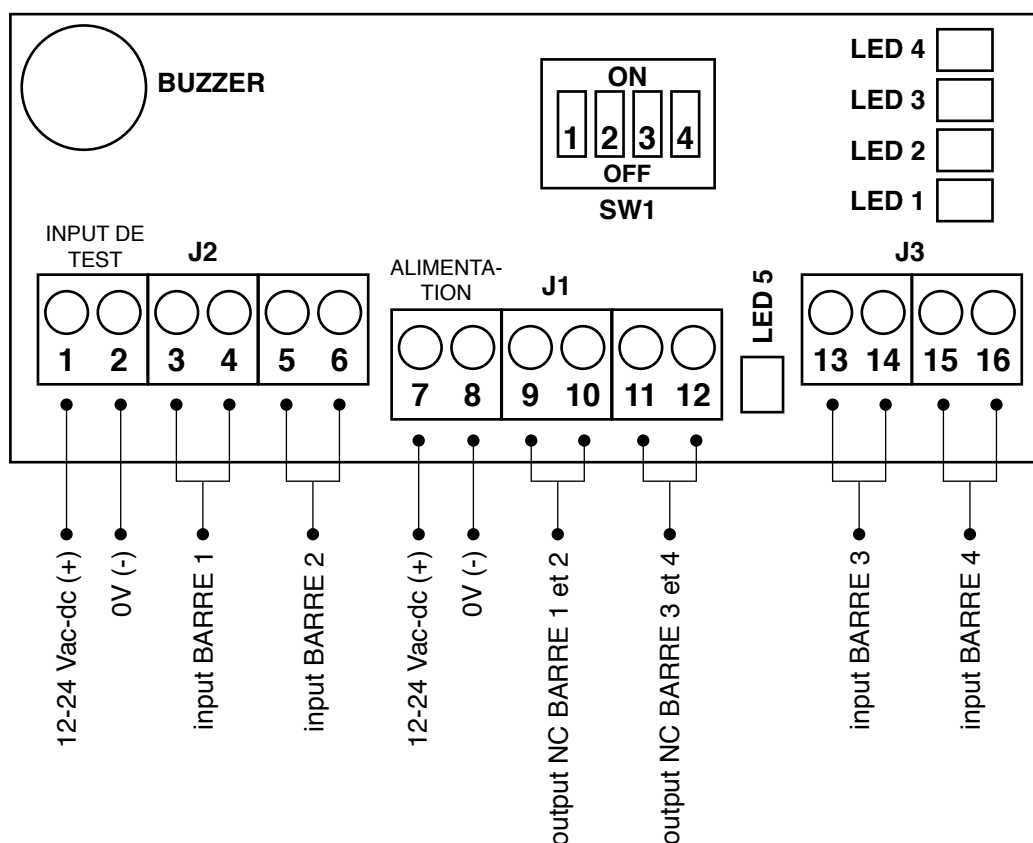 BUZZER
ON
1 2 3 4
OFF
SW1
LED 4
LED 3
LED 2
LED 1
INPUT DE
TEST
J2
1 2 3 4 5 6
ALIMENTA-
TION
J1
7 8 9 10 11 12
LED 5
J3
13 14 15 16
12-24 Vac-dc (+)
0V (-)
input BARRE 1
input BARRE 2
12-24 Vac-dc (+)
0V (-)
output NC BARRE 1 et 2
output NC BARRE 3 et 4
input BARRE 3
input BARRE 4